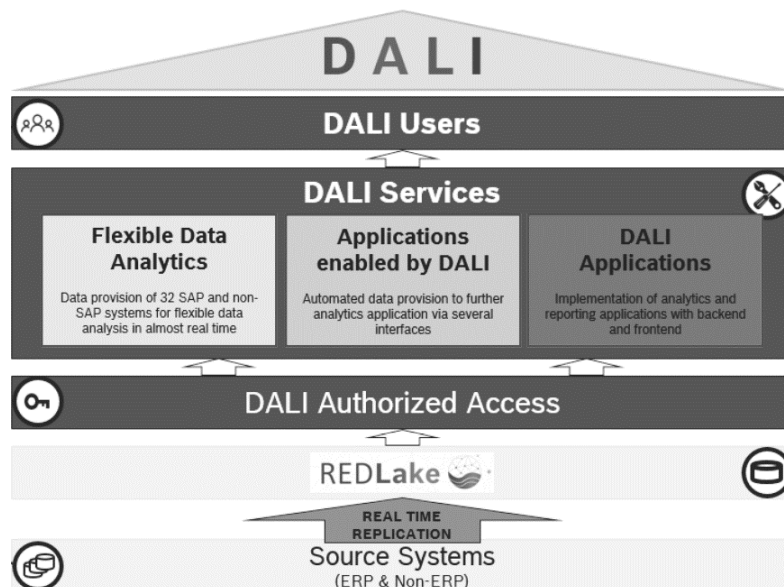 DALI
DALI Users
DALI Services
Flexible Data
Analytics
Data provision of 32 SAP and non-
SAP systems for flexible data
analysis in almost real time
Applications
enabled by DALI
Automated data provision to further
analytics application via several
interfaces
DALI
Applications
Implementation of analytics and
reporting applications with backend
and frontend
DALI Authorized Access
REDLake
REAL TIME
REPLICATION
Source Systems
(ERP & Non-ERP)